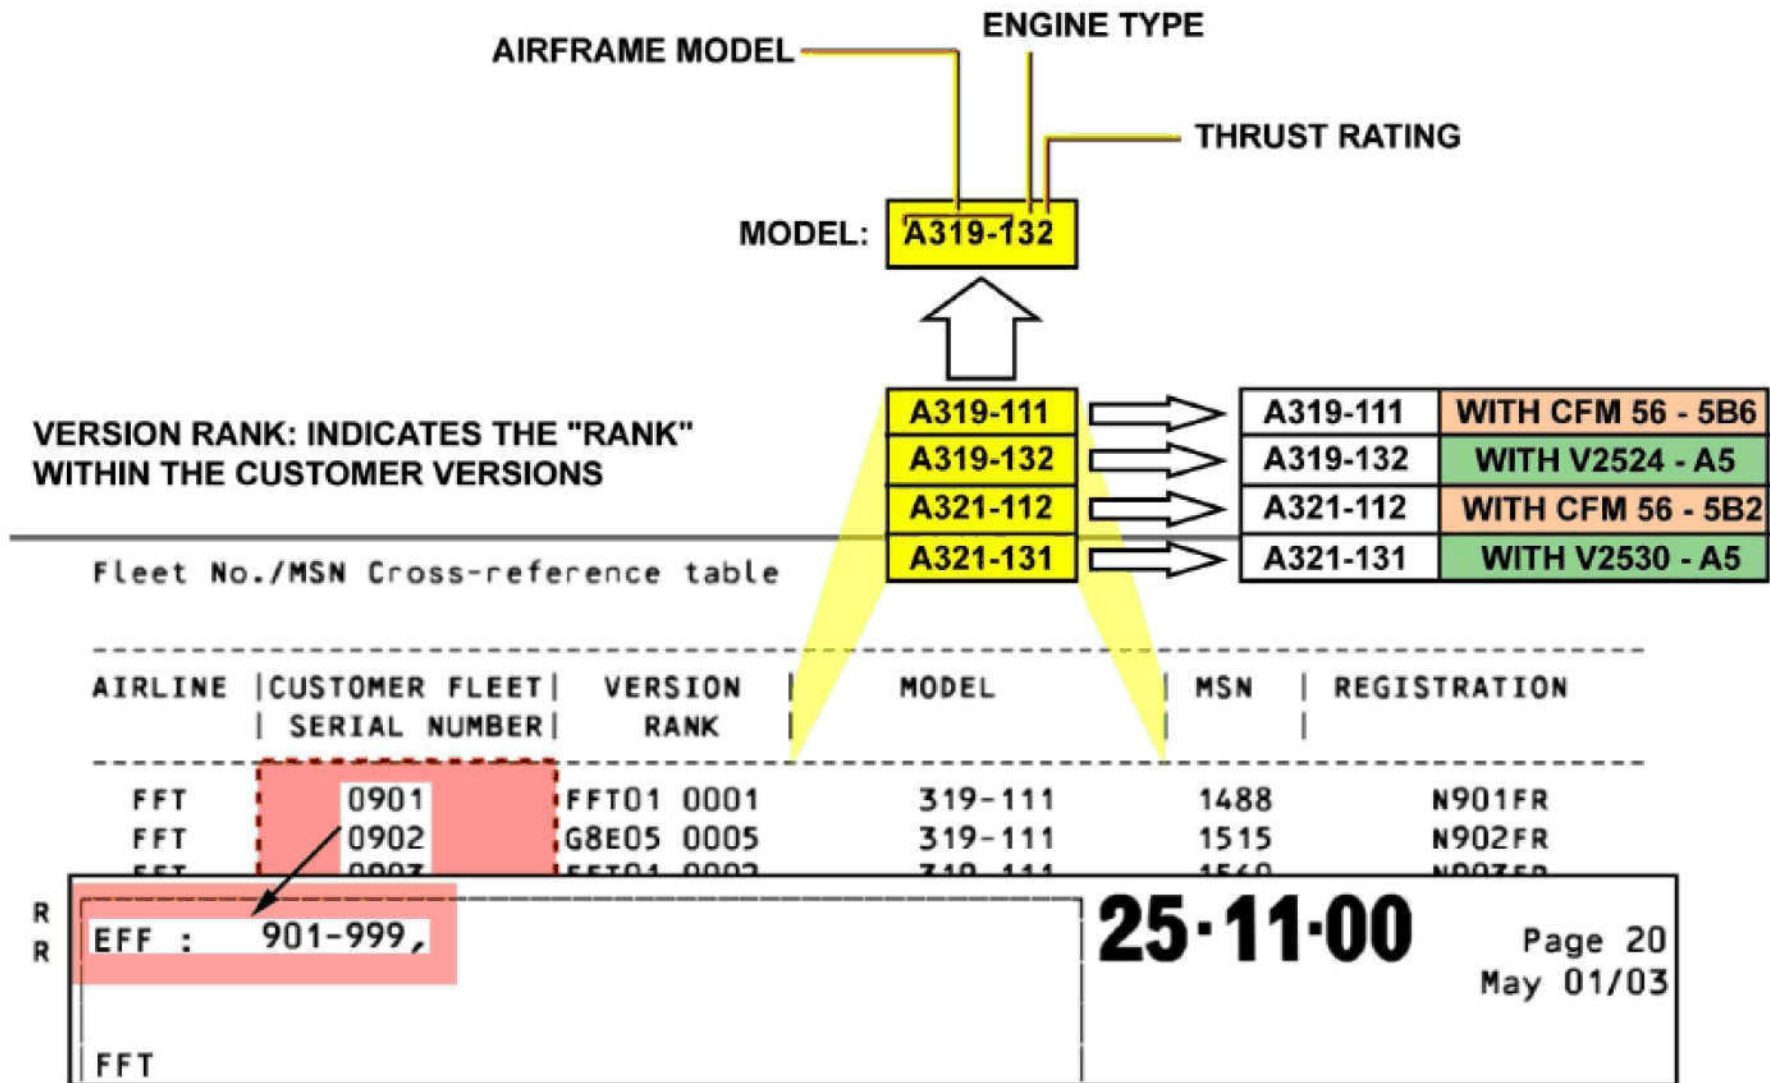 ENGINE TYPE
AIRFRAME MODEL
THRUST RATING
MODEL: A319-132
VERSION RANK: INDICATES THE "RANK"
WITHIN THE CUSTOMER VERSIONS
A319-111 A319-111 WITH CFM 56 - 5B6
A319-132 A319-132 WITH V2524 - A5
A321-112 A321-112 WITH CFM 56 - 5B2
A321-131 A321-131 WITH V2530 - A5
Fleet No./MSN Cross-reference table
AIRLINE |CUSTOMER FLEET| VERSION | MODEL | MSN | REGISTRATION
| SERIAL NUMBER| RANK | | |
FFT 0901 FFT01 0001 319-111 1488 N901FR
FFT 0902 G8E05 0005 319-111 1515 N902FR
R
R
EFF : 901-999,
25·11·00
Page 20
May 01/03
FFT